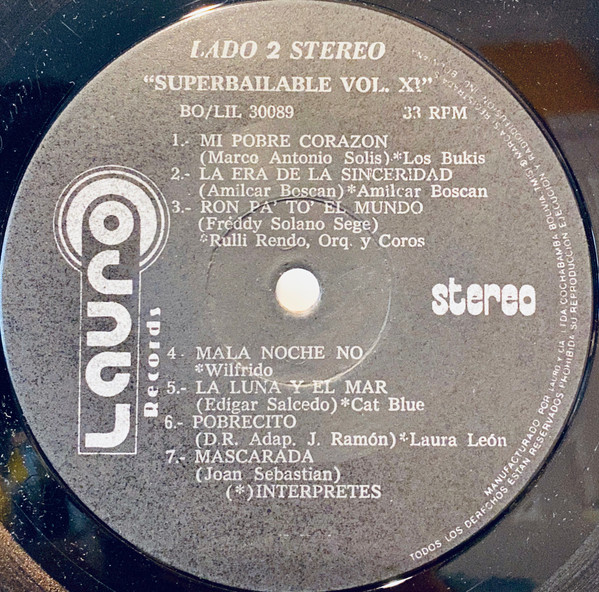 LADO 2 STEREO
"SUPERBAILABLE VOL. XI"
BO/LIL 30089 33 RPM
1.- MI POBRE CORAZON
(Marco Antonio Solis)*Los Bukis
2.- LA ERA DE LA SINCERIDAD
(Amilcar Boscan)*Amilcar Boscan
3.- RON PA' TO' EL MUNDO
(Freddy Solano Sege)
*Rulli Rendo, Orq. y Coros
Lauro
Records
stereo
4 - MALA NOCHE NO
*Wilfrido
5.- LA LUNA Y EL MAR
(Edigar Salcedo)*Cat Blue
6.- POBRECITO
(D.R. Adap. J. Ramón)*Laura León
7.- MASCARADA
(Joan Sebastian)
(*)INTERPRETES
MANUFACTURADO POR LAURO Y CIA. LTDA. COCHABAMBA BOLIVIA
TODOS LOS DERECHOS ESTAN RESERVADOS PROHIBIDA SU REPRODUCCION EJECUCION Y RADIODIFUSION